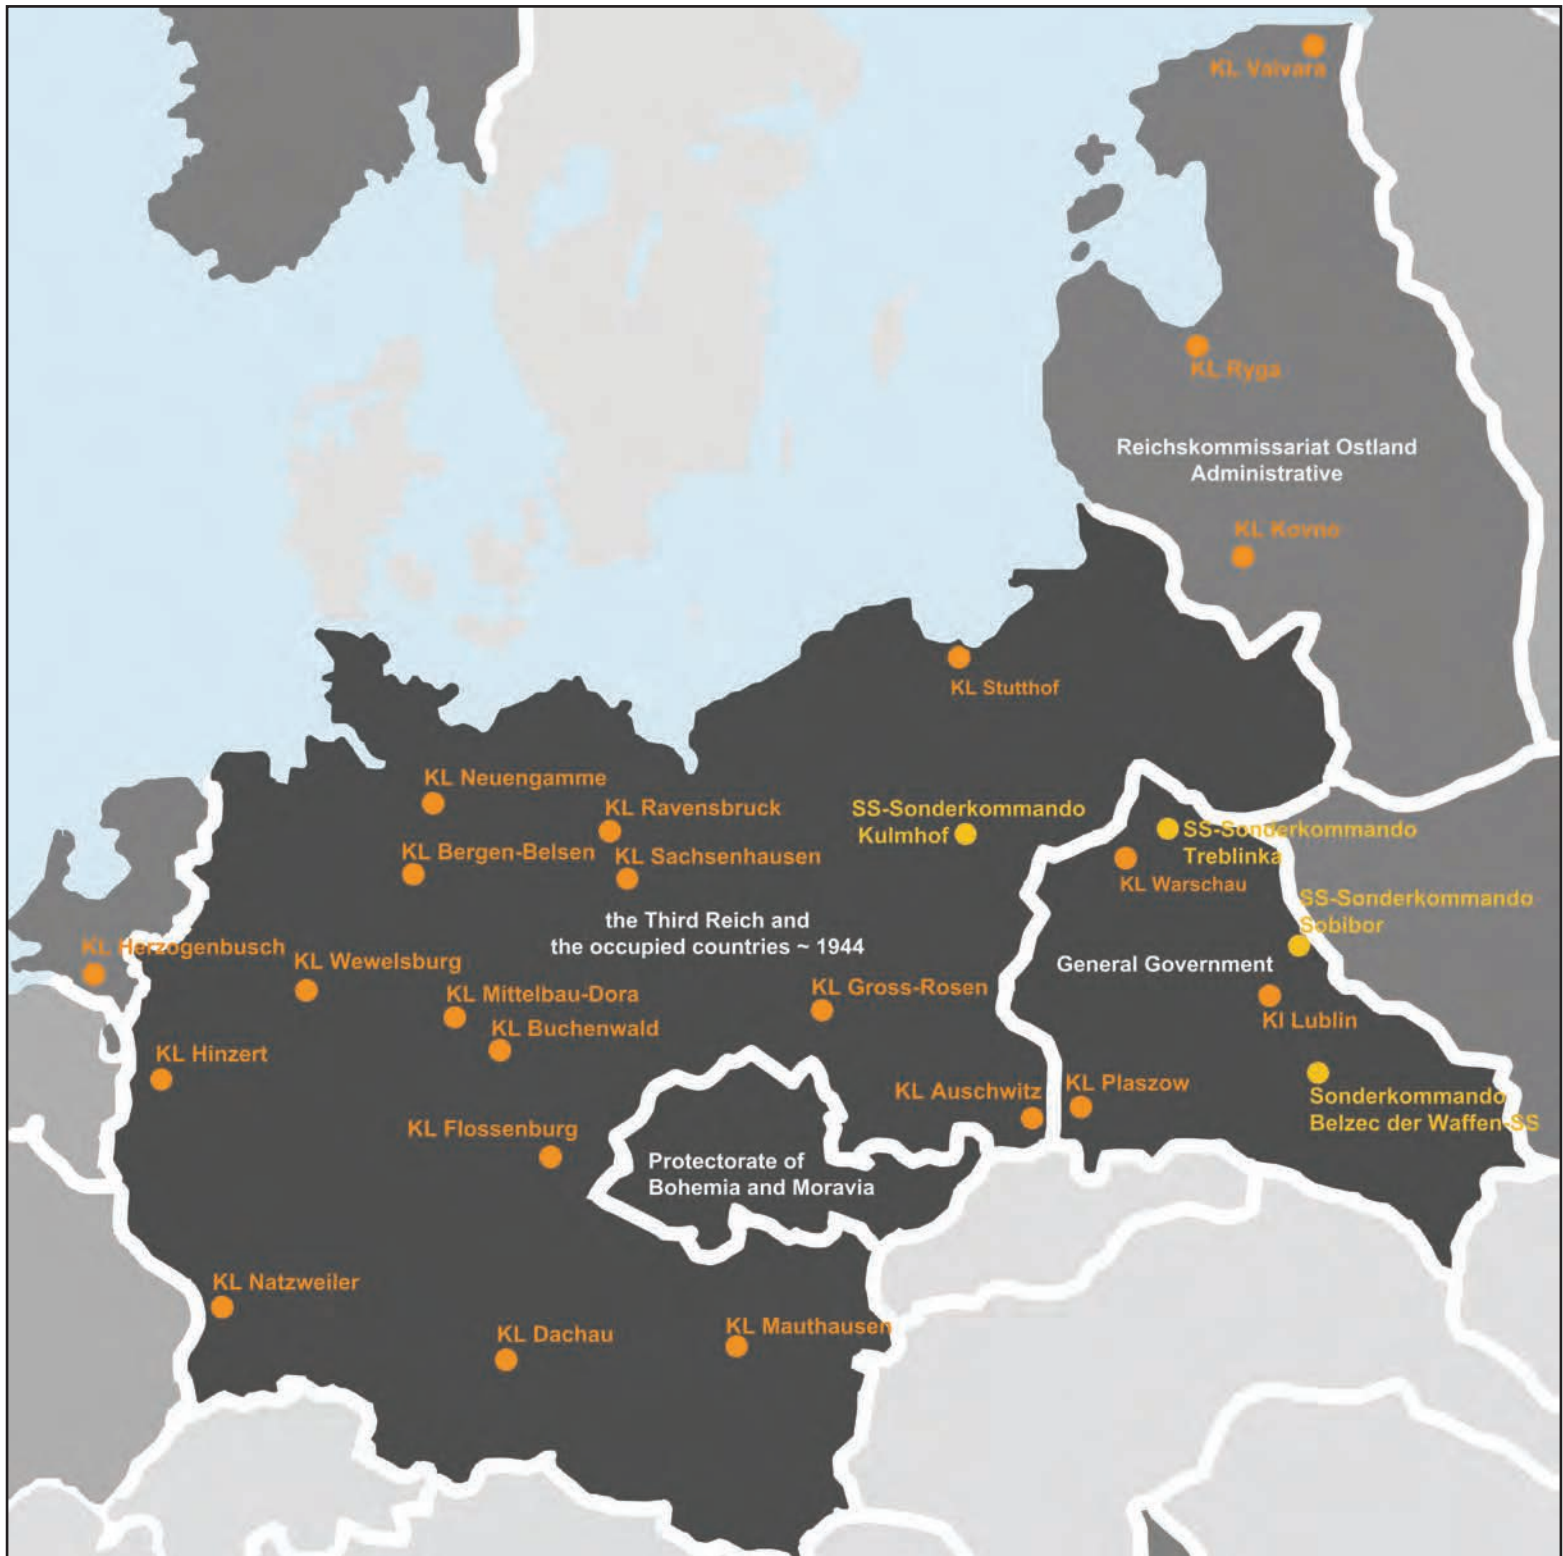 KL Vaivara
KL Ryga
Reichskommissariat Ostland
Administrative
KL Kovno
KL Stutthof
KL Neuengamme
KL Ravensbruck
SS-Sonderkommando
Kulmhof
SS-Sonderkommando
Treblinka
KL Bergen-Belsen
KL Sachsenhausen
KL Warschau
SS-Sonderkommando
Sobibor
the Third Reich and
the occupied countries ~ 1944
KL Herzogenbusch
KL Wewelsburg
General Government
KL Mittelbau-Dora
KL Gross-Rosen
KL Buchenwald
Kl Lublin
KL Hinzert
KL Auschwitz
KL Plaszow
Sonderkommando
Belzec der Waffen-SS
KL Flossenburg
Protectorate of
Bohemia and Moravia
KL Natzweiler
KL Dachau
KL Mauthausen